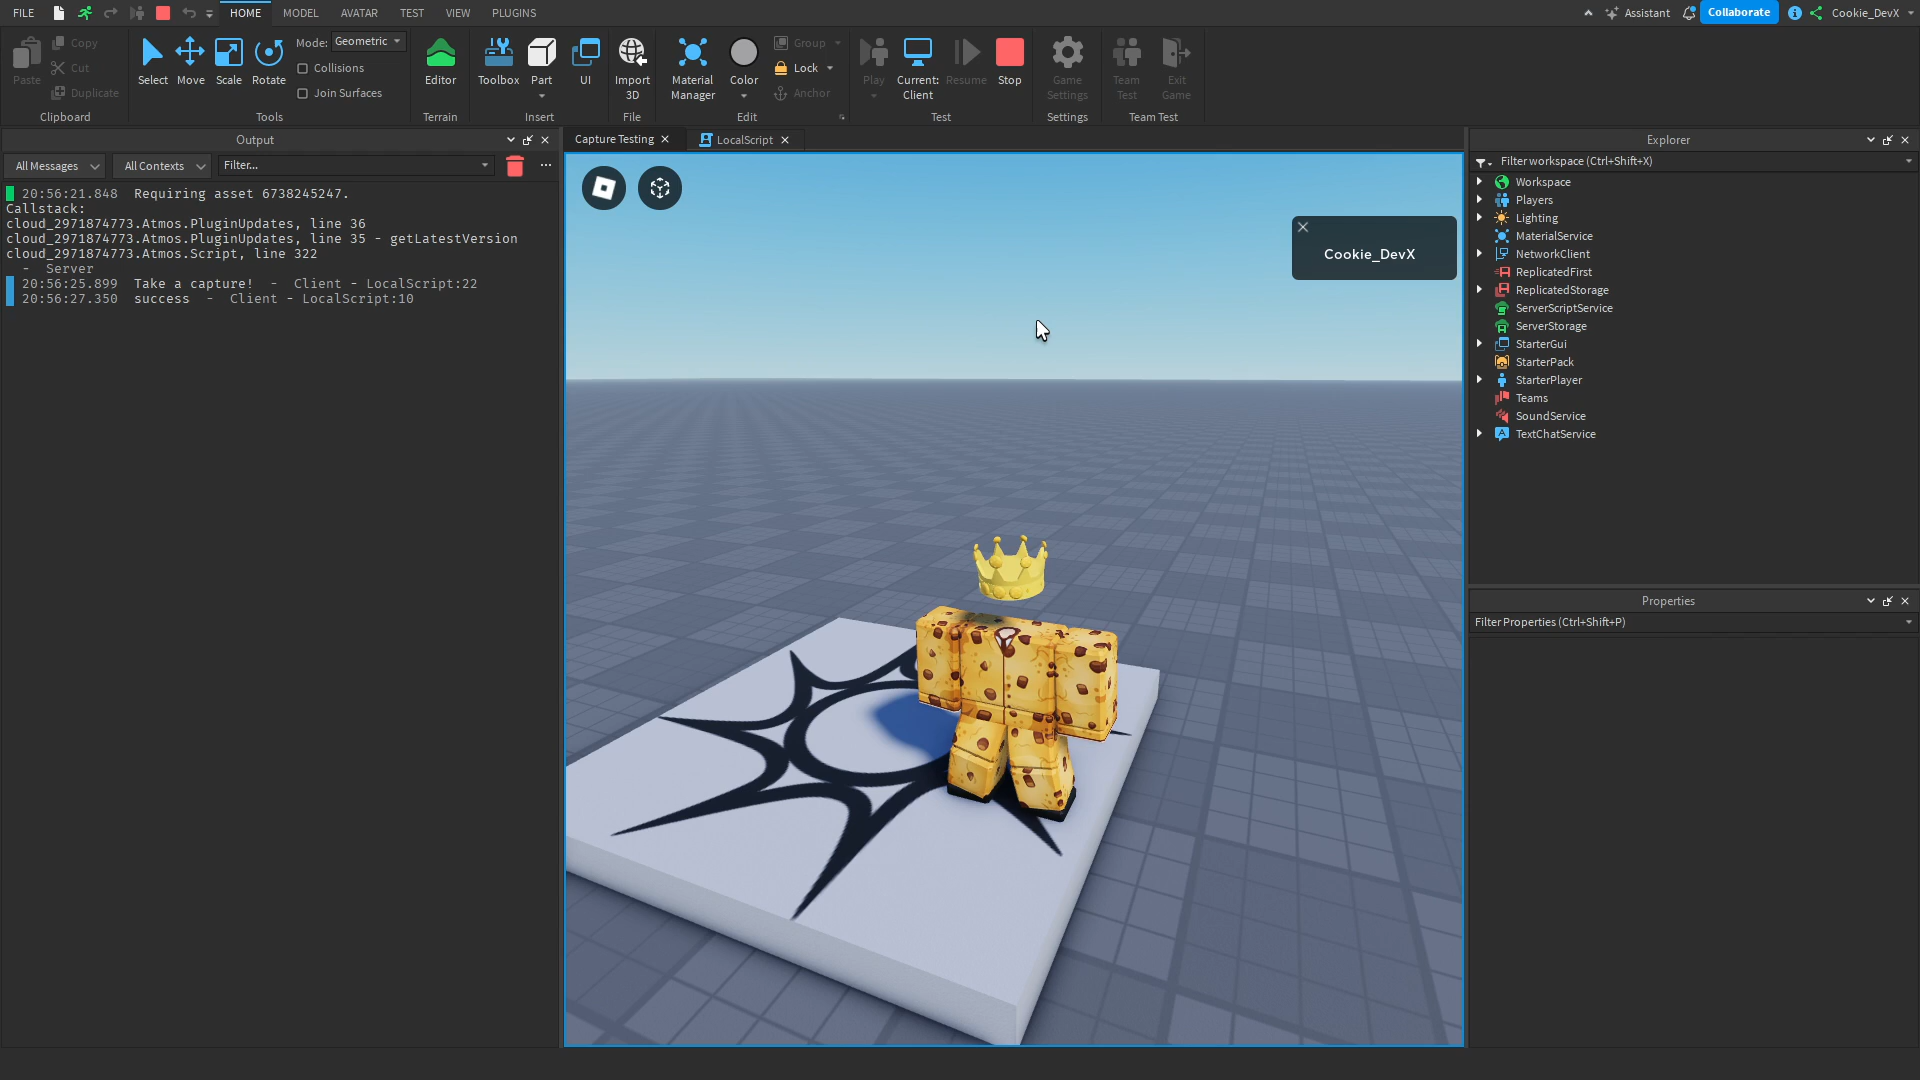 FILE
HOME
MODEL
AVATAR
TEST
VIEW
PLUGINS
Assistant
Collaborate
Cookie_DevX
Paste
Copy
Cut
Duplicate
Clipboard
Select
Move
Scale
Rotate
Mode: Geometric
Collisions
Join Surfaces
Tools
Editor
Terrain
Toolbox
Part
UI
Insert
Import
3D
File
Material
Manager
Color
Group
Lock
Anchor
Edit
Play
Current:
Client
Resume
Stop
Test
Game
Settings
Settings
Team
Test
Exit
Game
Team Test
Output
All Messages
All Contexts
Filter...
20:56:21.848 Requiring asset 6738245247.
Callstack:
cloud_2971874773.Atmos.PluginUpdates, line 36
cloud_2971874773.Atmos.PluginUpdates, line 35 - getLatestVersion
cloud_2971874773.Atmos.Script, line 322
- Server
20:56:25.899 Take a capture! - Client - LocalScript:22
20:56:27.350 success - Client - LocalScript:10
Capture Testing
LocalScript
Cookie_DevX
Explorer
Filter workspace (Ctrl+Shift+X)
Workspace
Players
Lighting
MaterialService
NetworkClient
ReplicatedFirst
ReplicatedStorage
ServerScriptService
ServerStorage
StarterGui
StarterPack
StarterPlayer
Teams
SoundService
TextChatService
Properties
Filter Properties (Ctrl+Shift+P)